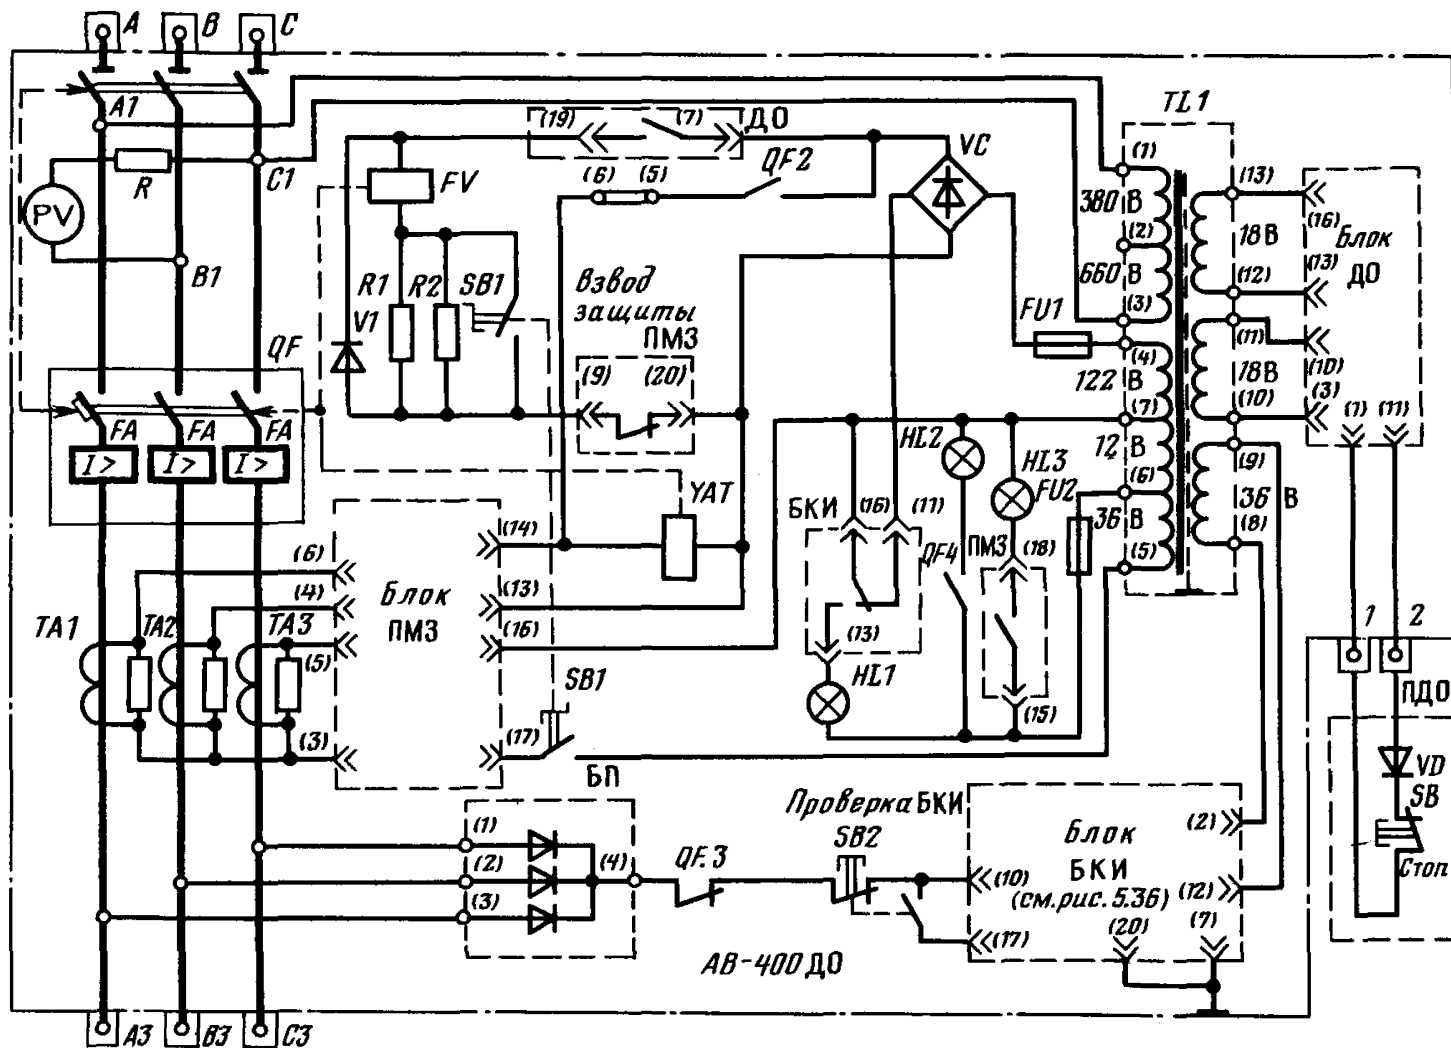 A B C
A1
TL1
(19) (7) ДО
VC
(1)
QF2
R
C1
(6) (5)
FV
(13)
PV
380 В
(16)
(2)
18 В
Блок
ДО
B1
660 В
(12)
(13)
R1 R2 SB1
Взвод
защиты
ПМЗ
(3)
FU1
V1
(11)
QF
(4)
(10)
(9) (20)
122 В
18 В
(3)
(7)
(10)
(1) (11)
FA FA FA
HL2
12 В
HL3
(9)
I> I> I>
(6)
FU2
YAT
БКИ (16) (11)
36 В
36 В
(14)
(8)
(6)
QF4
ПМЗ (18)
(5)
(4)
Блок
ПМЗ
(13)
TA1 TA2 TA3
(16)
(13)
1 2
(5)
SB1
HL1
ПДО
(15)
(3)
(17)
БП
VD
Проверка БКИ
SB
(1)
SB2
Блок
БКИ
(см. рис. 5.36)
(2)
(2)
(4)
QF.3
Стоп
(3)
(10)
(12)
(20) (7)
(17)
АВ-400 ДО
A3 B3 C3